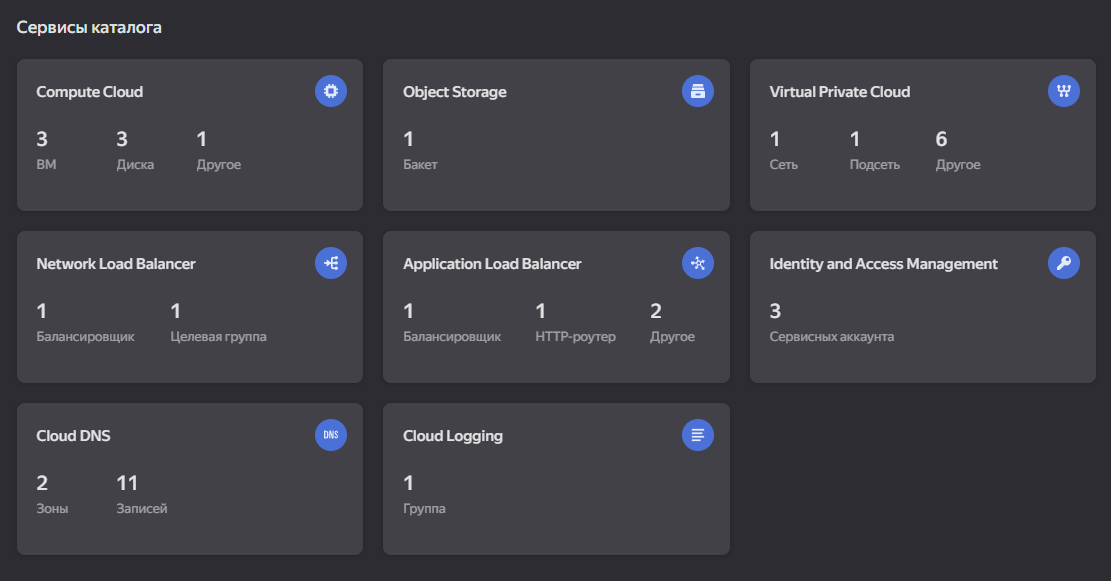 Сервисы каталога
Compute Cloud
3 3 1
ВМ Диска Другое
Object Storage
1
Бакет
Virtual Private Cloud
1 1 6
Сеть Подсеть Другое
Network Load Balancer
1 1
Балансировщик Целевая группа
Application Load Balancer
1 1 2
Балансировщик HTTP-роутер Другое
Identity and Access Management
3
Сервисных аккаунта
Cloud DNS
DNS
2 11
Зоны Записей
Cloud Logging
1
Группа